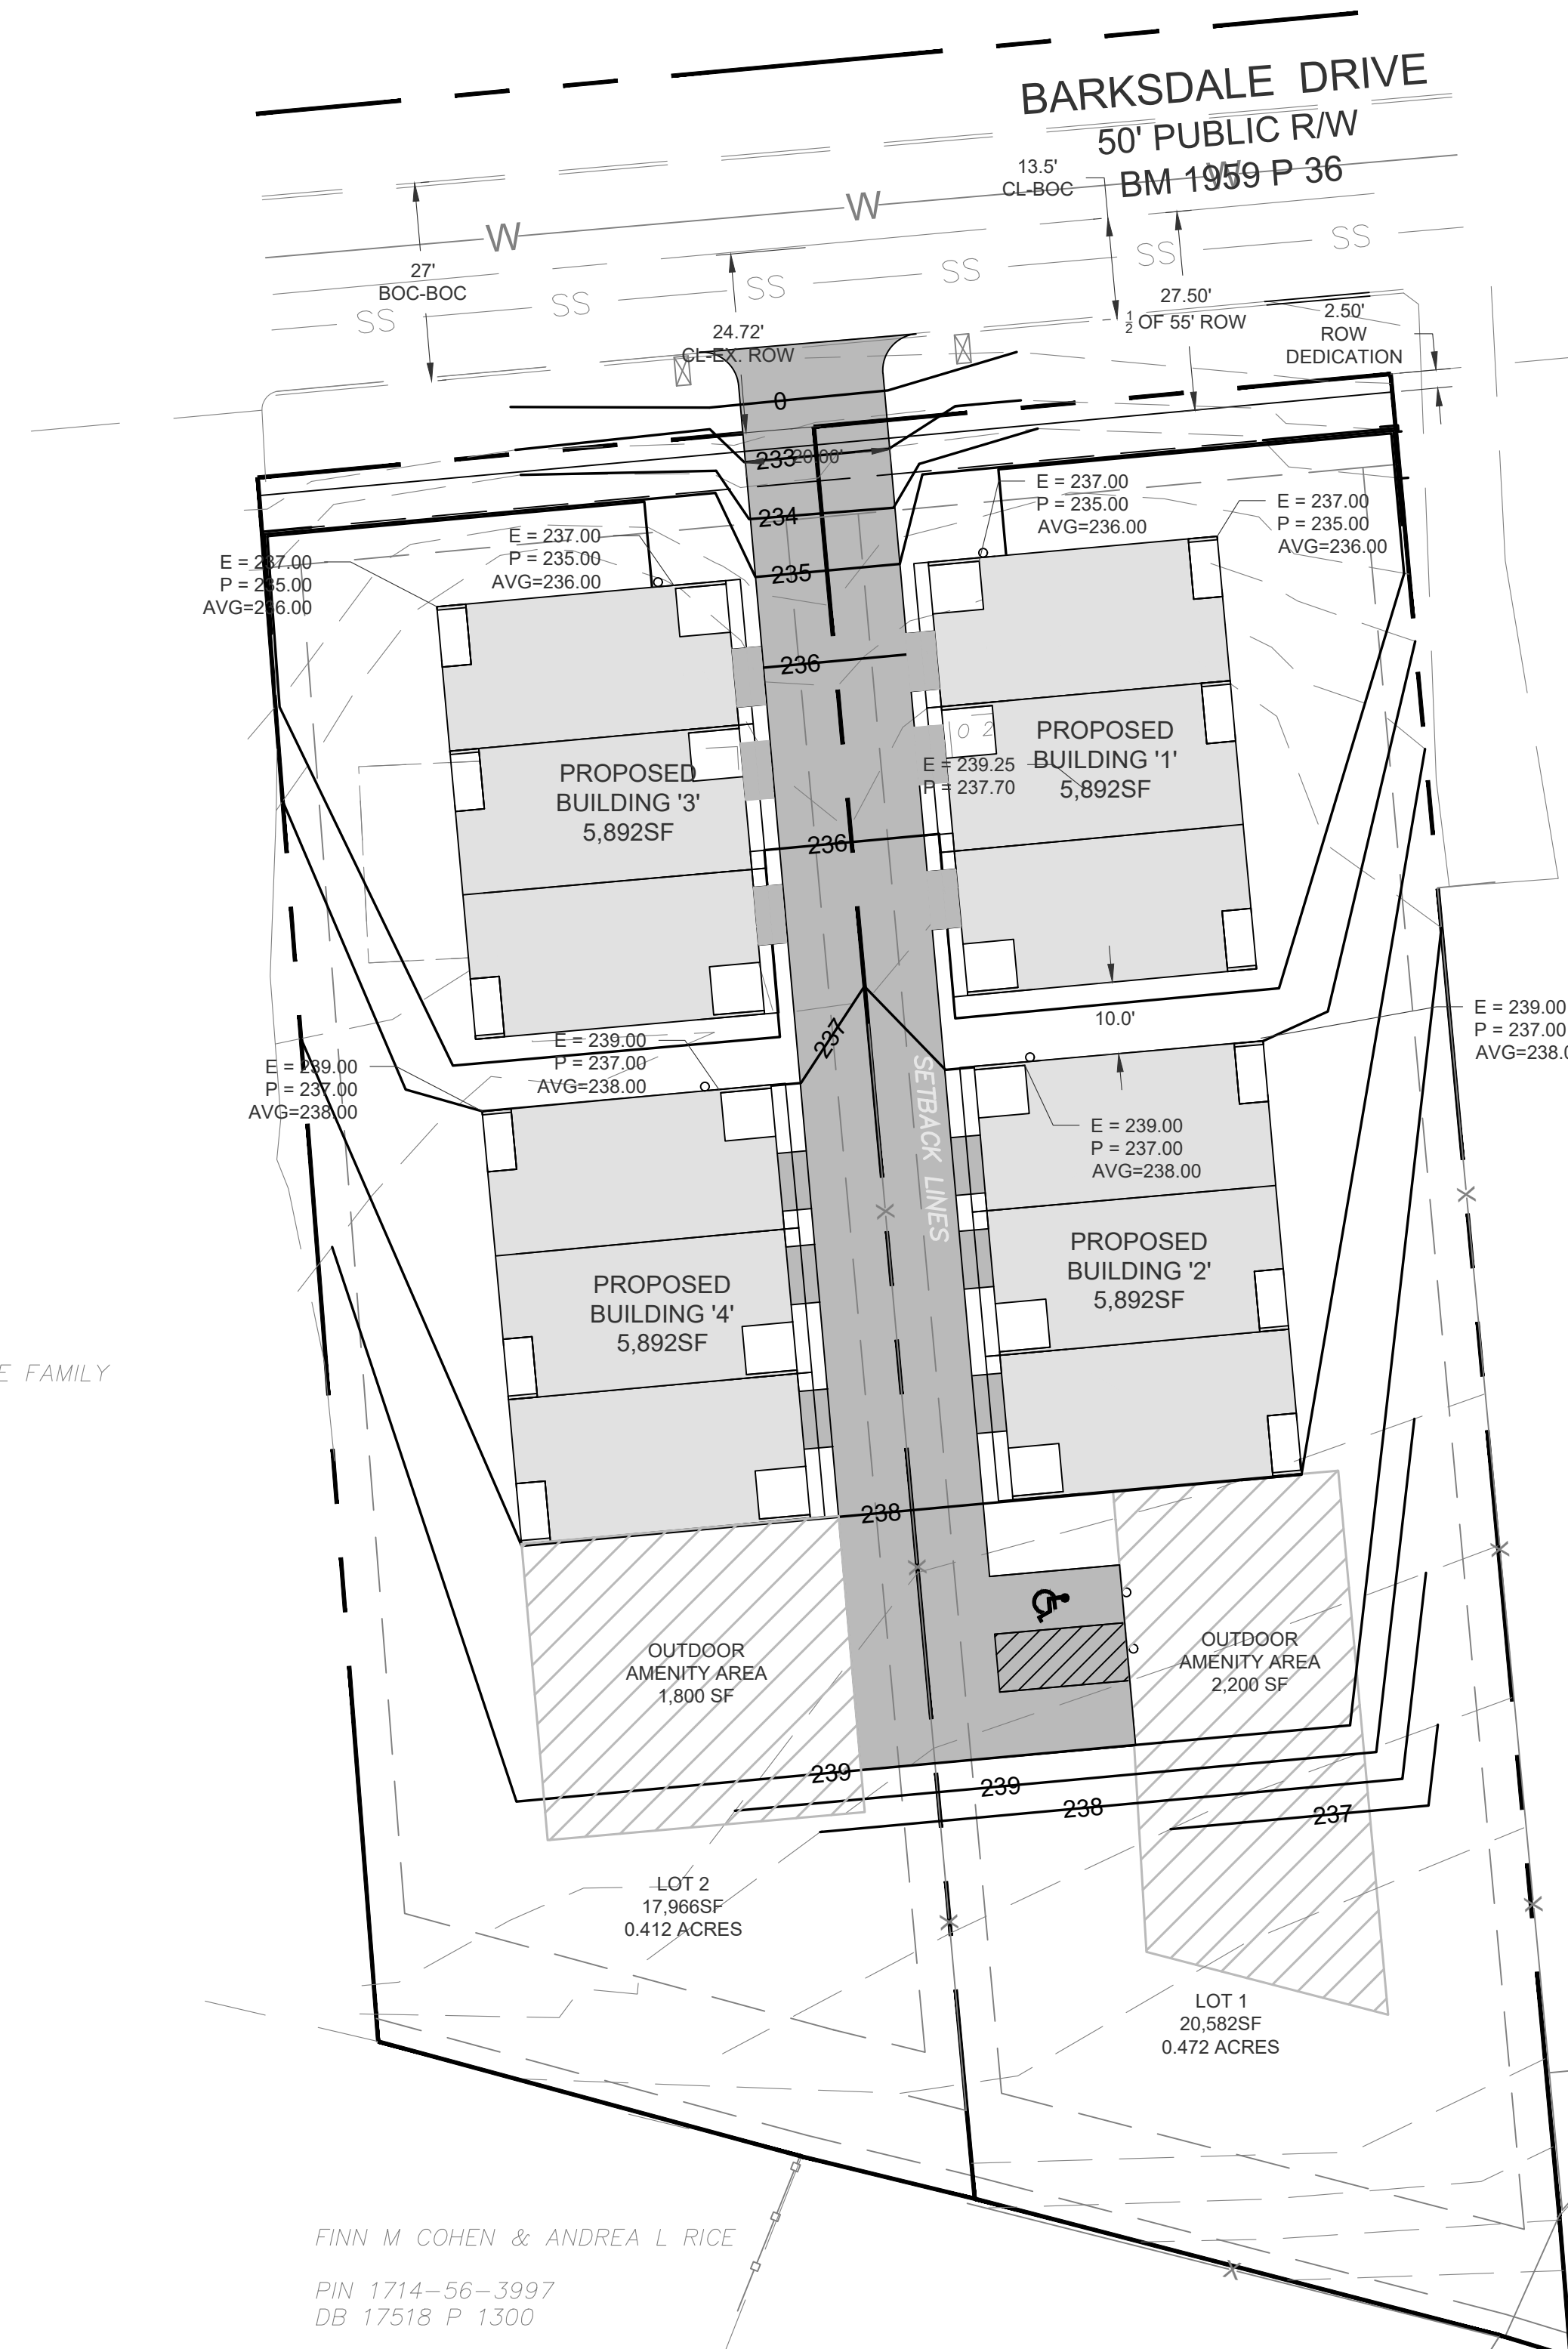 BARKSDALE DRIVE
50' PUBLIC R/W
BM 1959 P 36
W
W
W
13.5'
CL-BOC
27'
BOC-BOC
SS
SS
SS
SS
SS
SS
24.72'
CL-EX. ROW
27.50'
1/2 OF 55' ROW
2.50'
ROW
DEDICATION
0
233
20.00'
234
235
236
E = 237.00
P = 235.00
AVG=236.00
E = 237.00
P = 235.00
AVG=236.00
E = 237.00
P = 235.00
AVG=236.00
E = 237.00
P = 235.00
AVG=236.00
PROPOSED
BUILDING '3'
5,892SF
PROPOSED
BUILDING '1'
5,892SF
0 2
E = 239.25
P = 237.70
236
10.0'
237
E = 239.00
P = 237.00
AVG=238.00
E = 239.00
P = 237.00
AVG=238.00
E = 239.00
P = 237.00
AVG=238.0
E = 239.00
P = 237.00
AVG=238.00
SETBACK LINES
PROPOSED
BUILDING '4'
5,892SF
PROPOSED
BUILDING '2'
5,892SF
E FAMILY
238
OUTDOOR
AMENITY AREA
1,800 SF
OUTDOOR
AMENITY AREA
2,200 SF
239
239
238
237
LOT 2
17,966SF
0.412 ACRES
LOT 1
20,582SF
0.472 ACRES
FINN M COHEN & ANDREA L RICE
PIN 1714-56-3997
DB 17518 P 1300